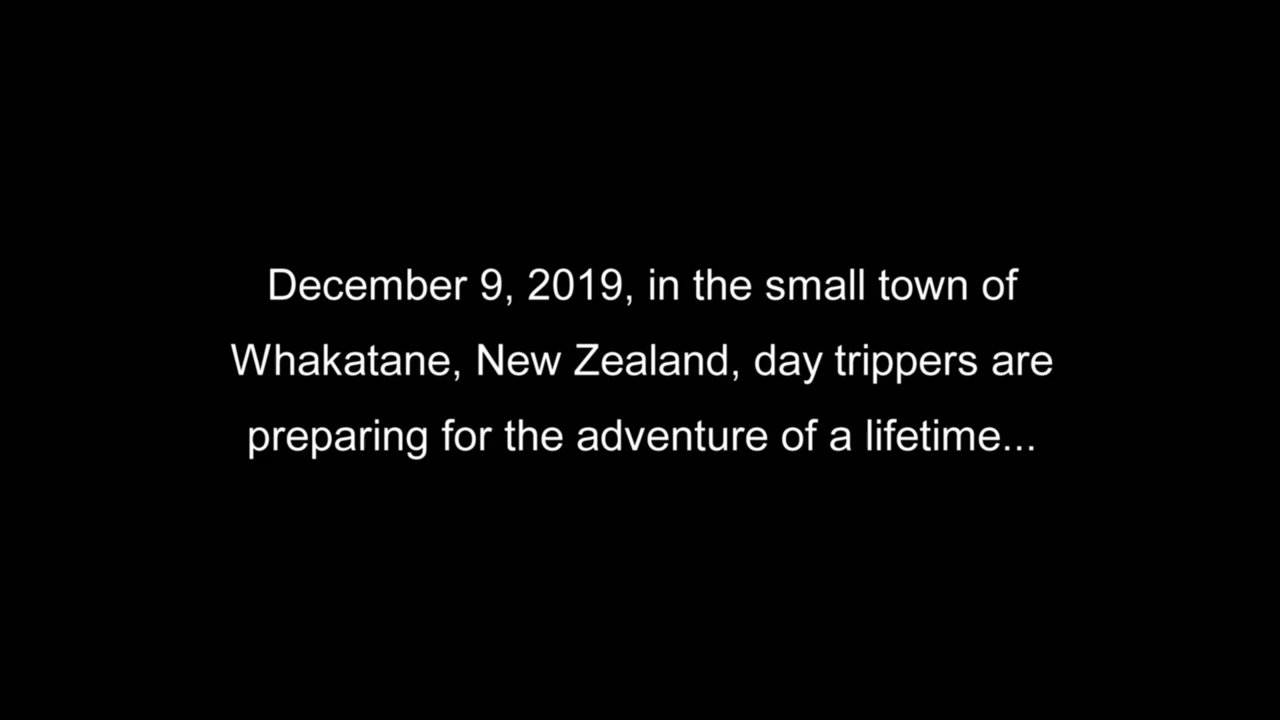 December 9, 2019, in the small town of
Whakatane, New Zealand, day trippers are
preparing for the adventure of a lifetime...